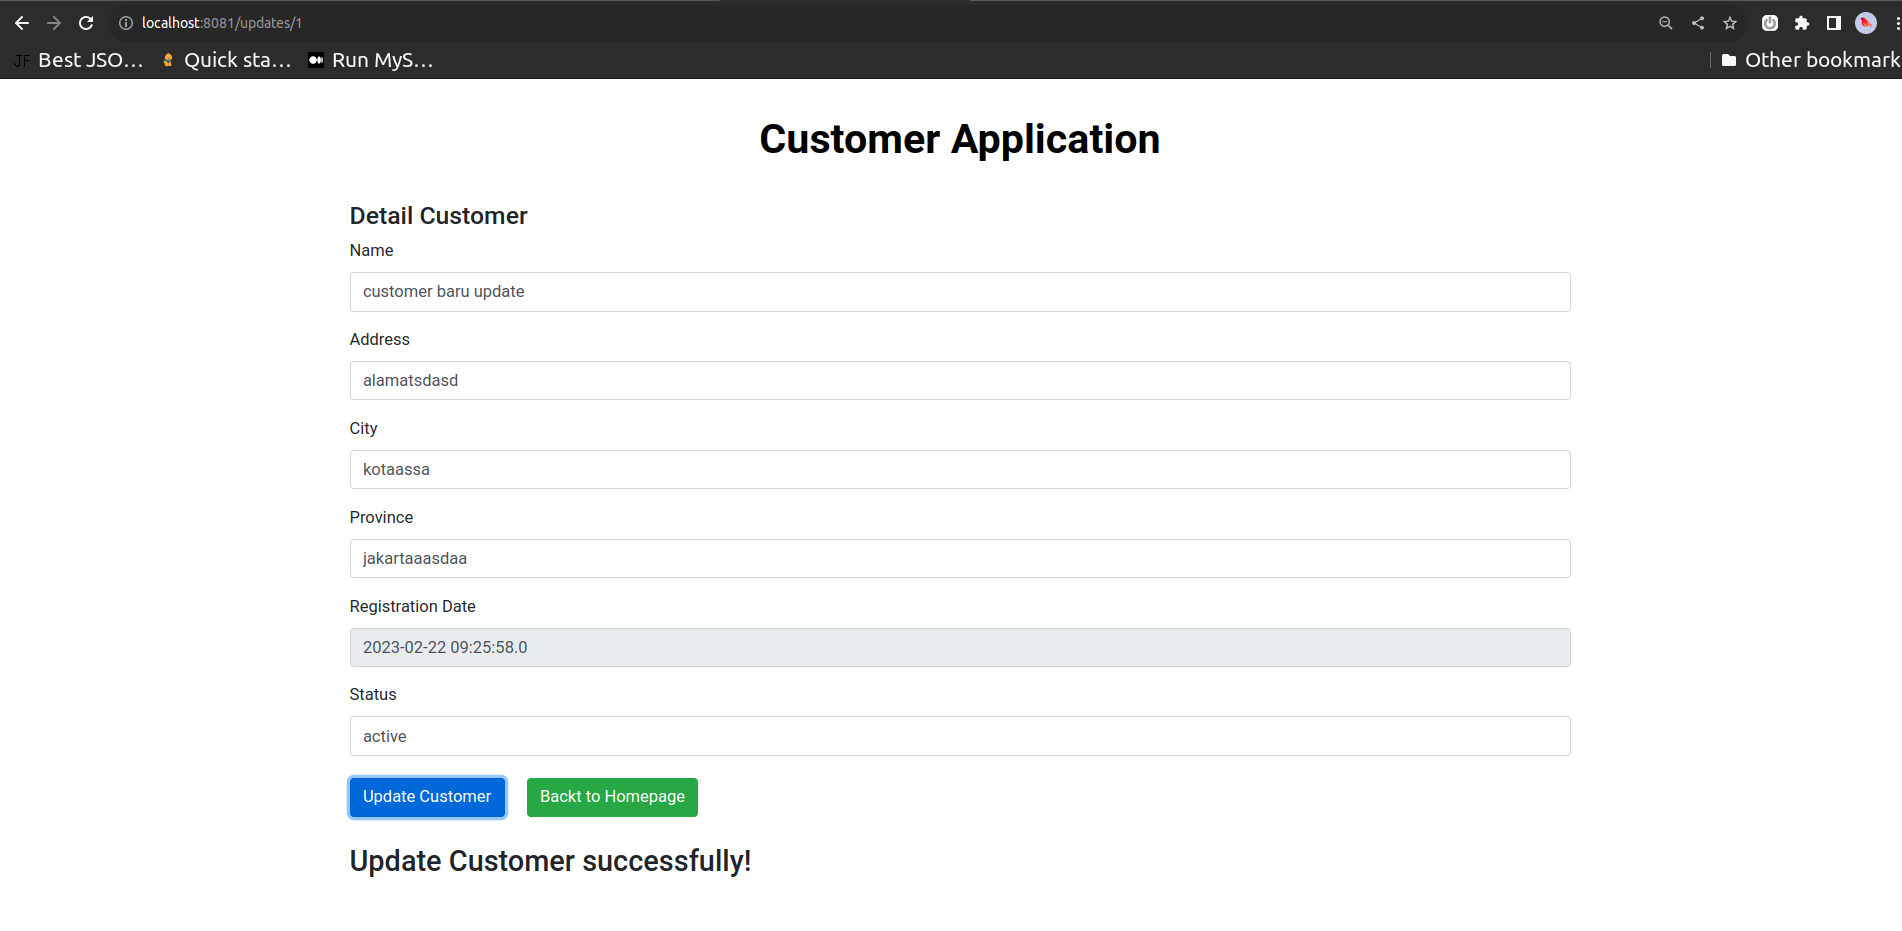 localhost:8081/updates/1
JF Best JSO... Quick sta... Run MyS... Other bookmark
Customer Application
Detail Customer
Name
customer baru update
Address
alamatsdasd
City
kotaassa
Province
jakartaaasdaa
Registration Date
2023-02-22 09:25:58.0
Status
active
Update Customer Backt to Homepage
Update Customer successfully!